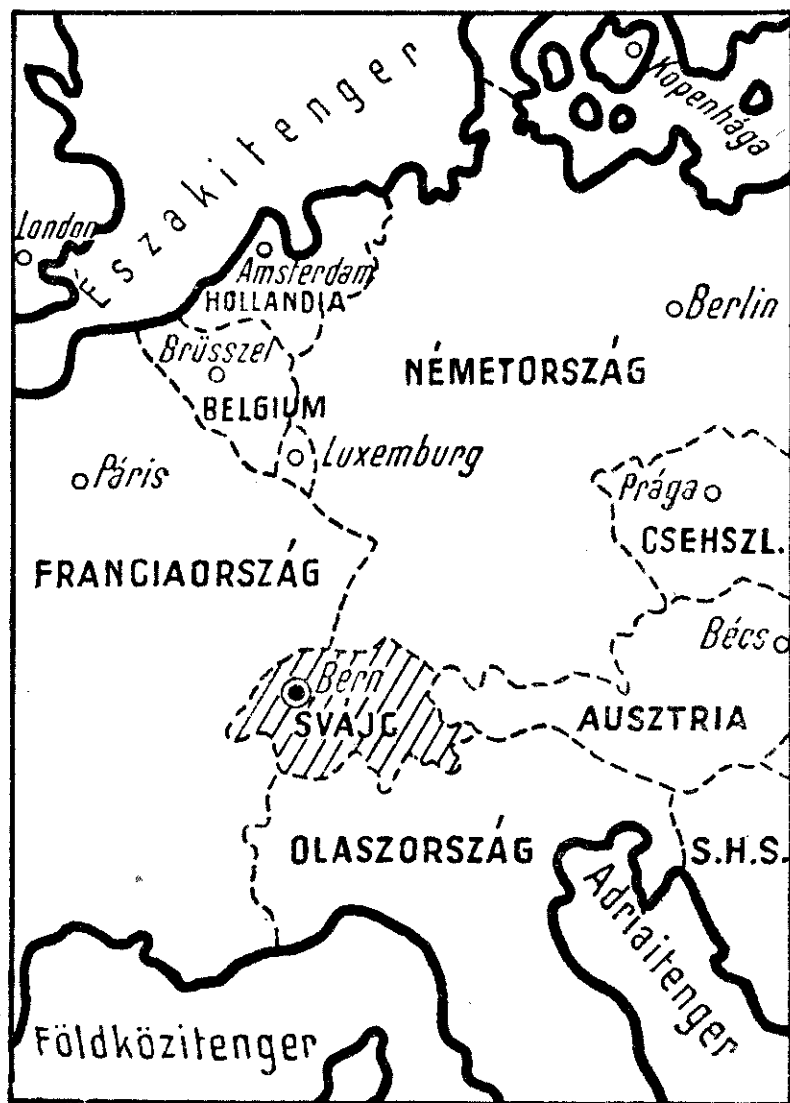 Kopenhága
Északitenger
London
Amsterdam
HOLLANDIA
Berlin
Brüsszel
NÉMETORSZÁG
BELGIUM
Luxemburg
Páris
Prága
CSEHSZL.
FRANCIAORSZÁG
Bécs
Bern
SVAJC
AUSZTRIA
OLASZORSZÁG
S.H.S.
Adriaitenger
Földközitenger